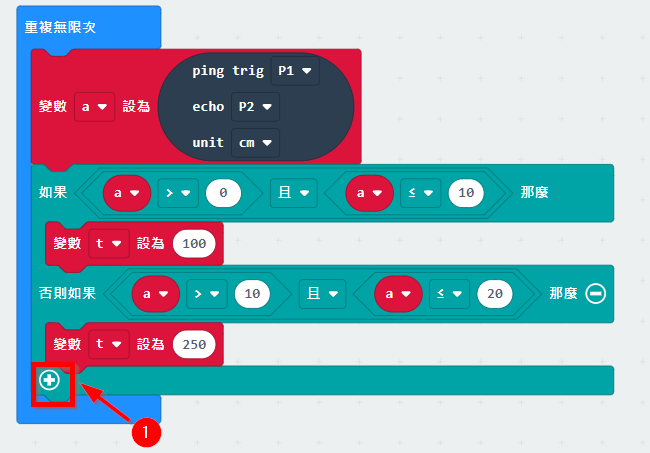 重複無限次
ping trig P1
變數 a 設為 echo P2
unit cm
如果 a > 0 且 a ≤ 10 那麼
變數 t 設為 100
否則如果 a > 10 且 a ≤ 20 那麼
變數 t 設為 250
1